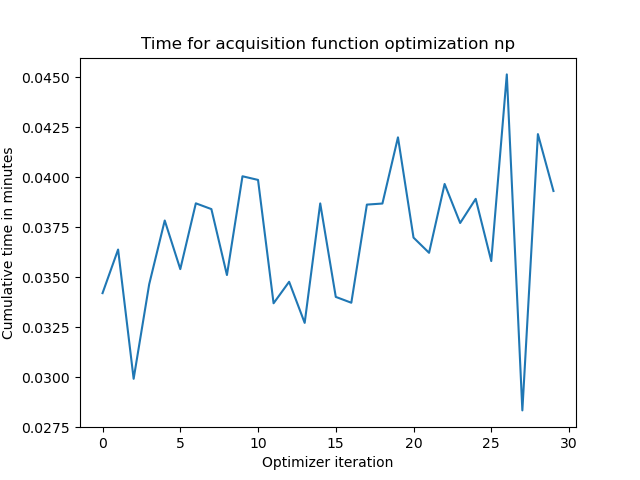 Time for acquisition function optimization np
0.0450
0.0425
0.0400
0.0375
0.0350
0.0325
0.0300
0.0275
Cumulative time in minutes
0 5 10 15 20 25 30
Optimizer iteration